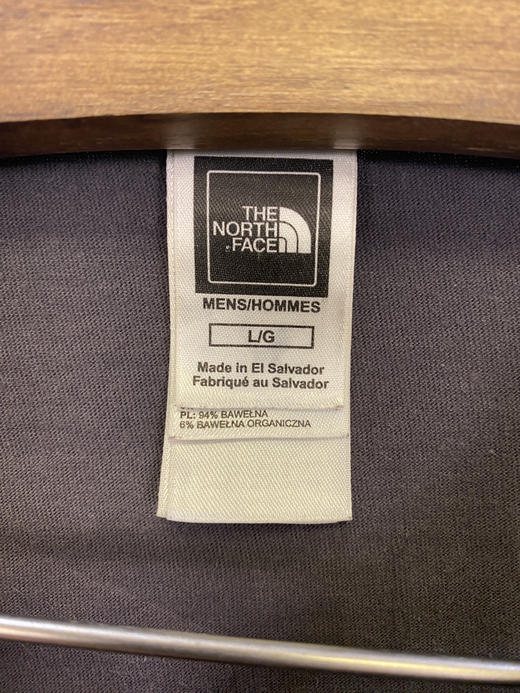 THE
NORTH
FACE
MENS/HOMMES
L/G
Made in El Salvador
Fabriqué au Salvador
PL: 94% BAWEŁNA
6% BAWEŁNA ORGANICZNA